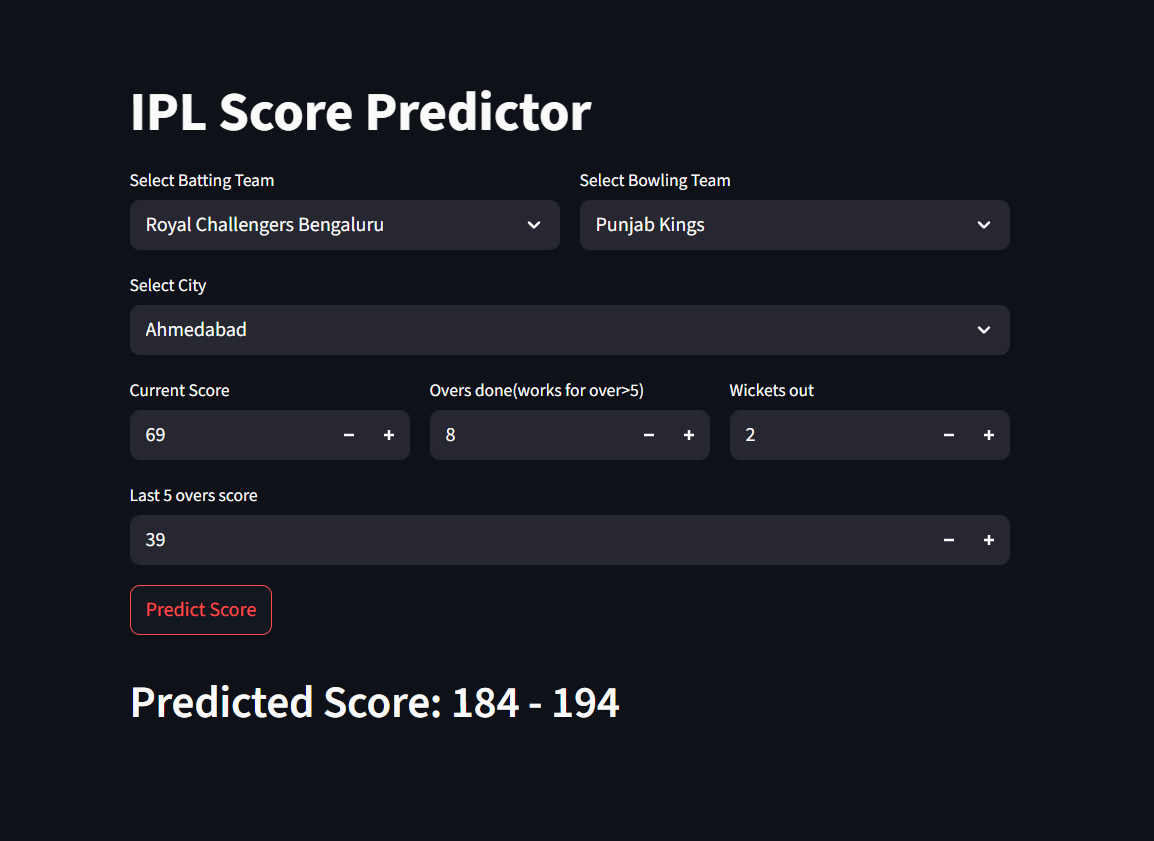 IPL Score Predictor
Select Batting Team
Select Bowling Team
Royal Challengers Bengaluru
Punjab Kings
Select City
Ahmedabad
Current Score
Overs done(works for over>5)
Wickets out
69
8
2
Last 5 overs score
39
Predict Score
Predicted Score: 184 - 194